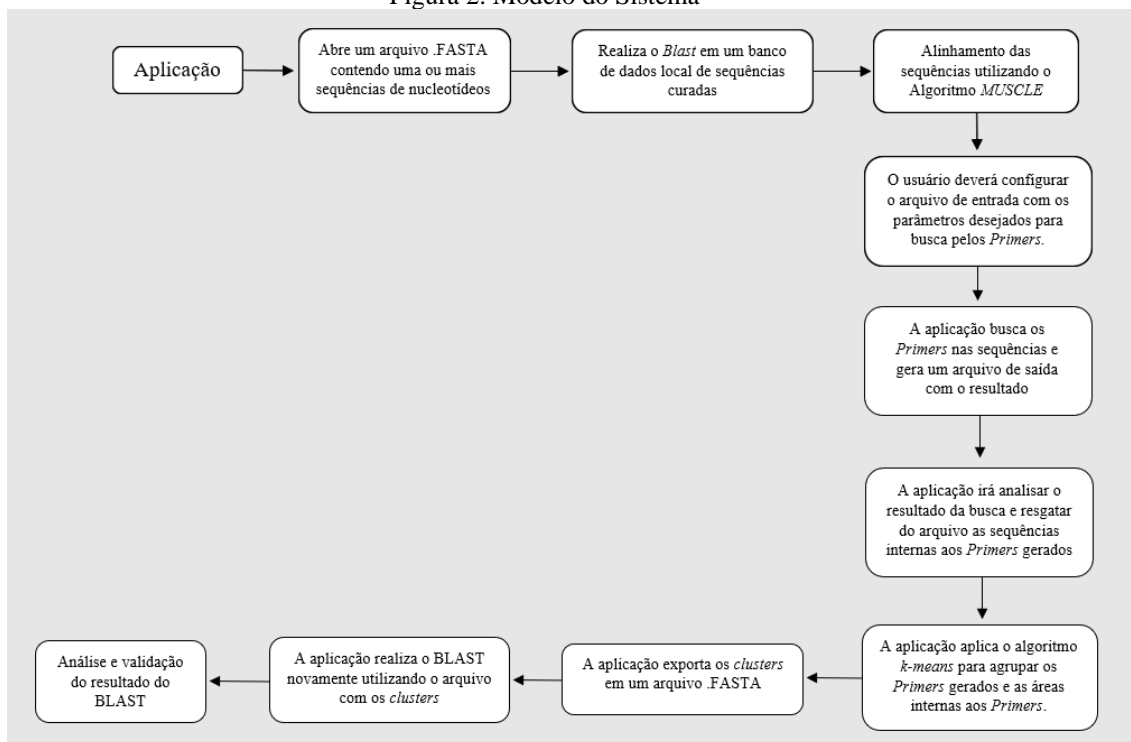 Figura 2. Modelo do Sistema
Aplicação
Abre um arquivo .FASTA
contendo uma ou mais
sequências de nucleotídeos
Realiza o Blast em um banco
de dados local de sequências
curadas
Alinhamento das
sequências utilizando o
Algoritmo MUSCLE
O usuário deverá configurar
o arquivo de entrada com os
parâmetros desejados para
busca pelos Primers.
A aplicação busca os
Primers nas sequências e
gera um arquivo de saída
com o resultado
A aplicação irá analisar o
resultado da busca e resgatar
do arquivo as sequências
internas aos Primers gerados
A aplicação aplica o algoritmo
k-means para agrupar os
Primers gerados e as áreas
internas aos Primers.
A aplicação exporta os clusters
em um arquivo .FASTA
A aplicação realiza o BLAST
novamente utilizando o arquivo
com os clusters
Análise e validação
do resultado do
BLAST